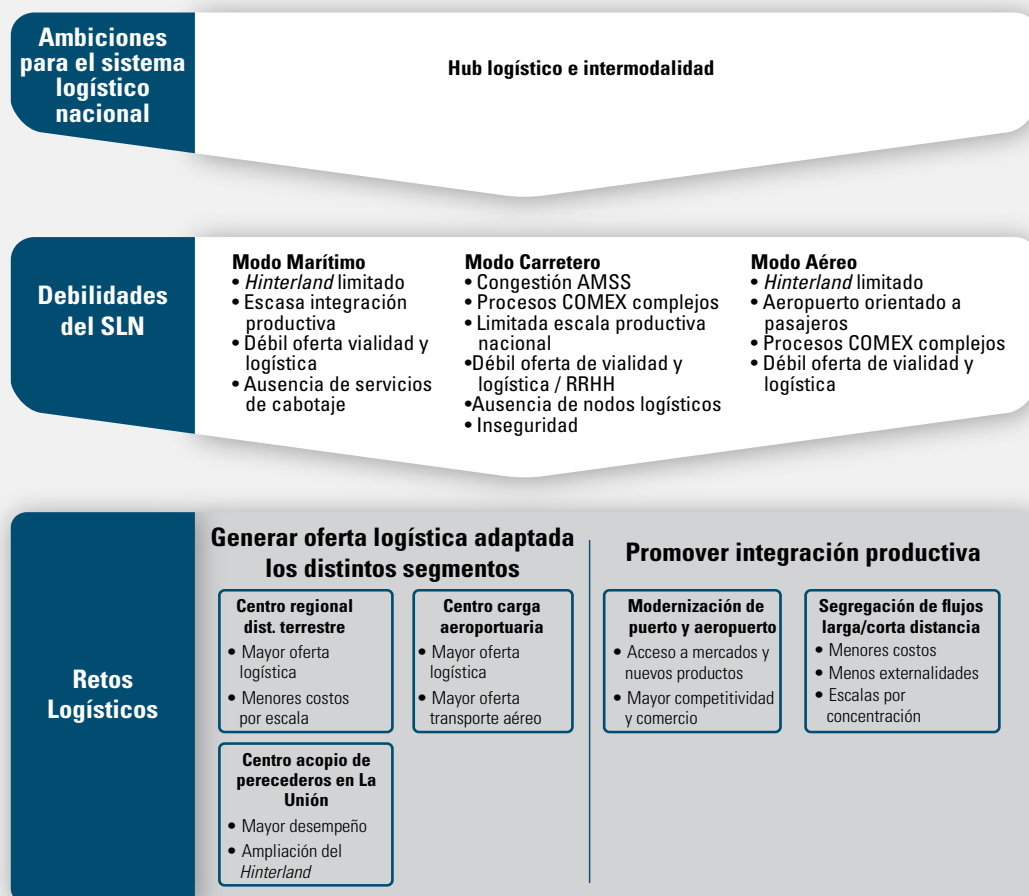 Ambiciones
para el sistema
logístico
nacional
Hub logístico e intermodalidad
Debilidades
del SLN
Modo Marítimo
• Hinterland limitado
• Escasa integración
productiva
• Débil oferta vialidad y
logística
• Ausencia de servicios
de cabotaje
Modo Carretero
• Congestión AMSS
• Procesos COMEX complejos
• Limitada escala productiva
nacional
•Débil oferta de vialidad y
logística / RRHH
•Ausencia de nodos logísticos
• Inseguridad
Modo Aéreo
• Hinterland limitado
• Aeropuerto orientado a
pasajeros
• Procesos COMEX complejos
• Débil oferta de vialidad y
logística
Retos
Logísticos
Generar oferta logística adaptada
los distintos segmentos
Centro regional
dist. terrestre
• Mayor oferta
logística
• Menores costos
por escala
Centro carga
aeroportuaria
• Mayor oferta
logística
• Mayor oferta
transporte aéreo
Centro acopio de
perecederos en La
Unión
• Mayor desempeño
• Ampliación del
Hinterland
Promover integración productiva
Modernización de
puerto y aeropuerto
• Acceso a mercados y
nuevos productos
• Mayor competitividad
y comercio
Segregación de flujos
larga/corta distancia
• Menores costos
• Menos externalidades
• Escalas por
concentración